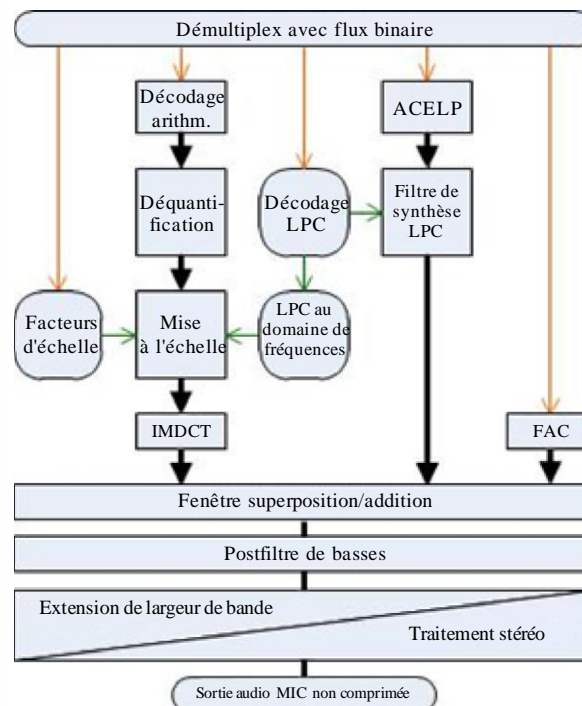 Démultiplex avec flux binaire
Décodage
arithm.
ACELP
Déquanti-
fication
Décodage
LPC
Filtre de
synthèse
LPC
Facteurs
d'échelle
Mise
à l'échelle
LPC au
domaine de
fréquences
IMDCT
FAC
Fenêtre superposition/addition
Postfiltre de basses
Extension de largeur de bande
Traitement stéréo
Sortie audio MIC non comprimée